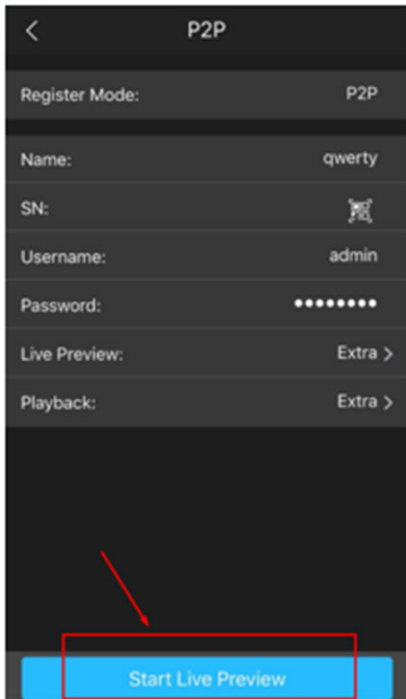 P2P
Register Mode: P2P
Name: qwerty
SN:
Username: admin
Password: ••••••••
Live Preview: Extra >
Playback: Extra >
Start Live Preview